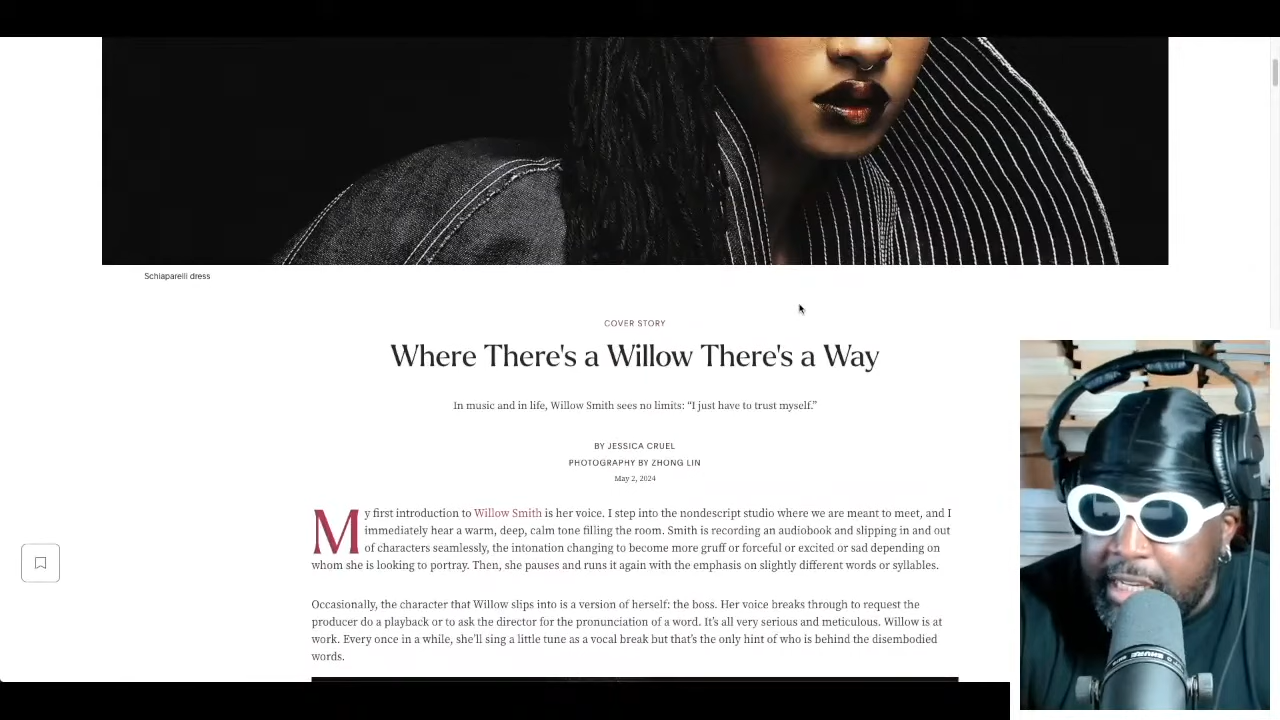 Schiaparelli dress
COVER STORY
Where There's a Willow There's a Way
In music and in life, Willow Smith sees no limits: “I just have to trust myself.”
BY JESSICA CRUEL
PHOTOGRAPHY BY ZHONG LIN
May 2, 2024
My first introduction to Willow Smith is her voice. I step into the nondescript studio where we are meant to meet, and I
immediately hear a warm, deep, calm tone filling the room. Smith is recording an audiobook and slipping in and out
of characters seamlessly, the intonation changing to become more gruff or forceful or excited or sad depending on
whom she is looking to portray. Then, she pauses and runs it again with the emphasis on slightly different words or syllables.
Occasionally, the character that Willow slips into is a version of herself: the boss. Her voice breaks through to request the
producer do a playback or to ask the director for the pronunciation of a word. It’s all very serious and meticulous. Willow is at
work. Every once in a while, she’ll sing a little tune as a vocal break but that’s the only hint of who is behind the disembodied
words.
SHURE